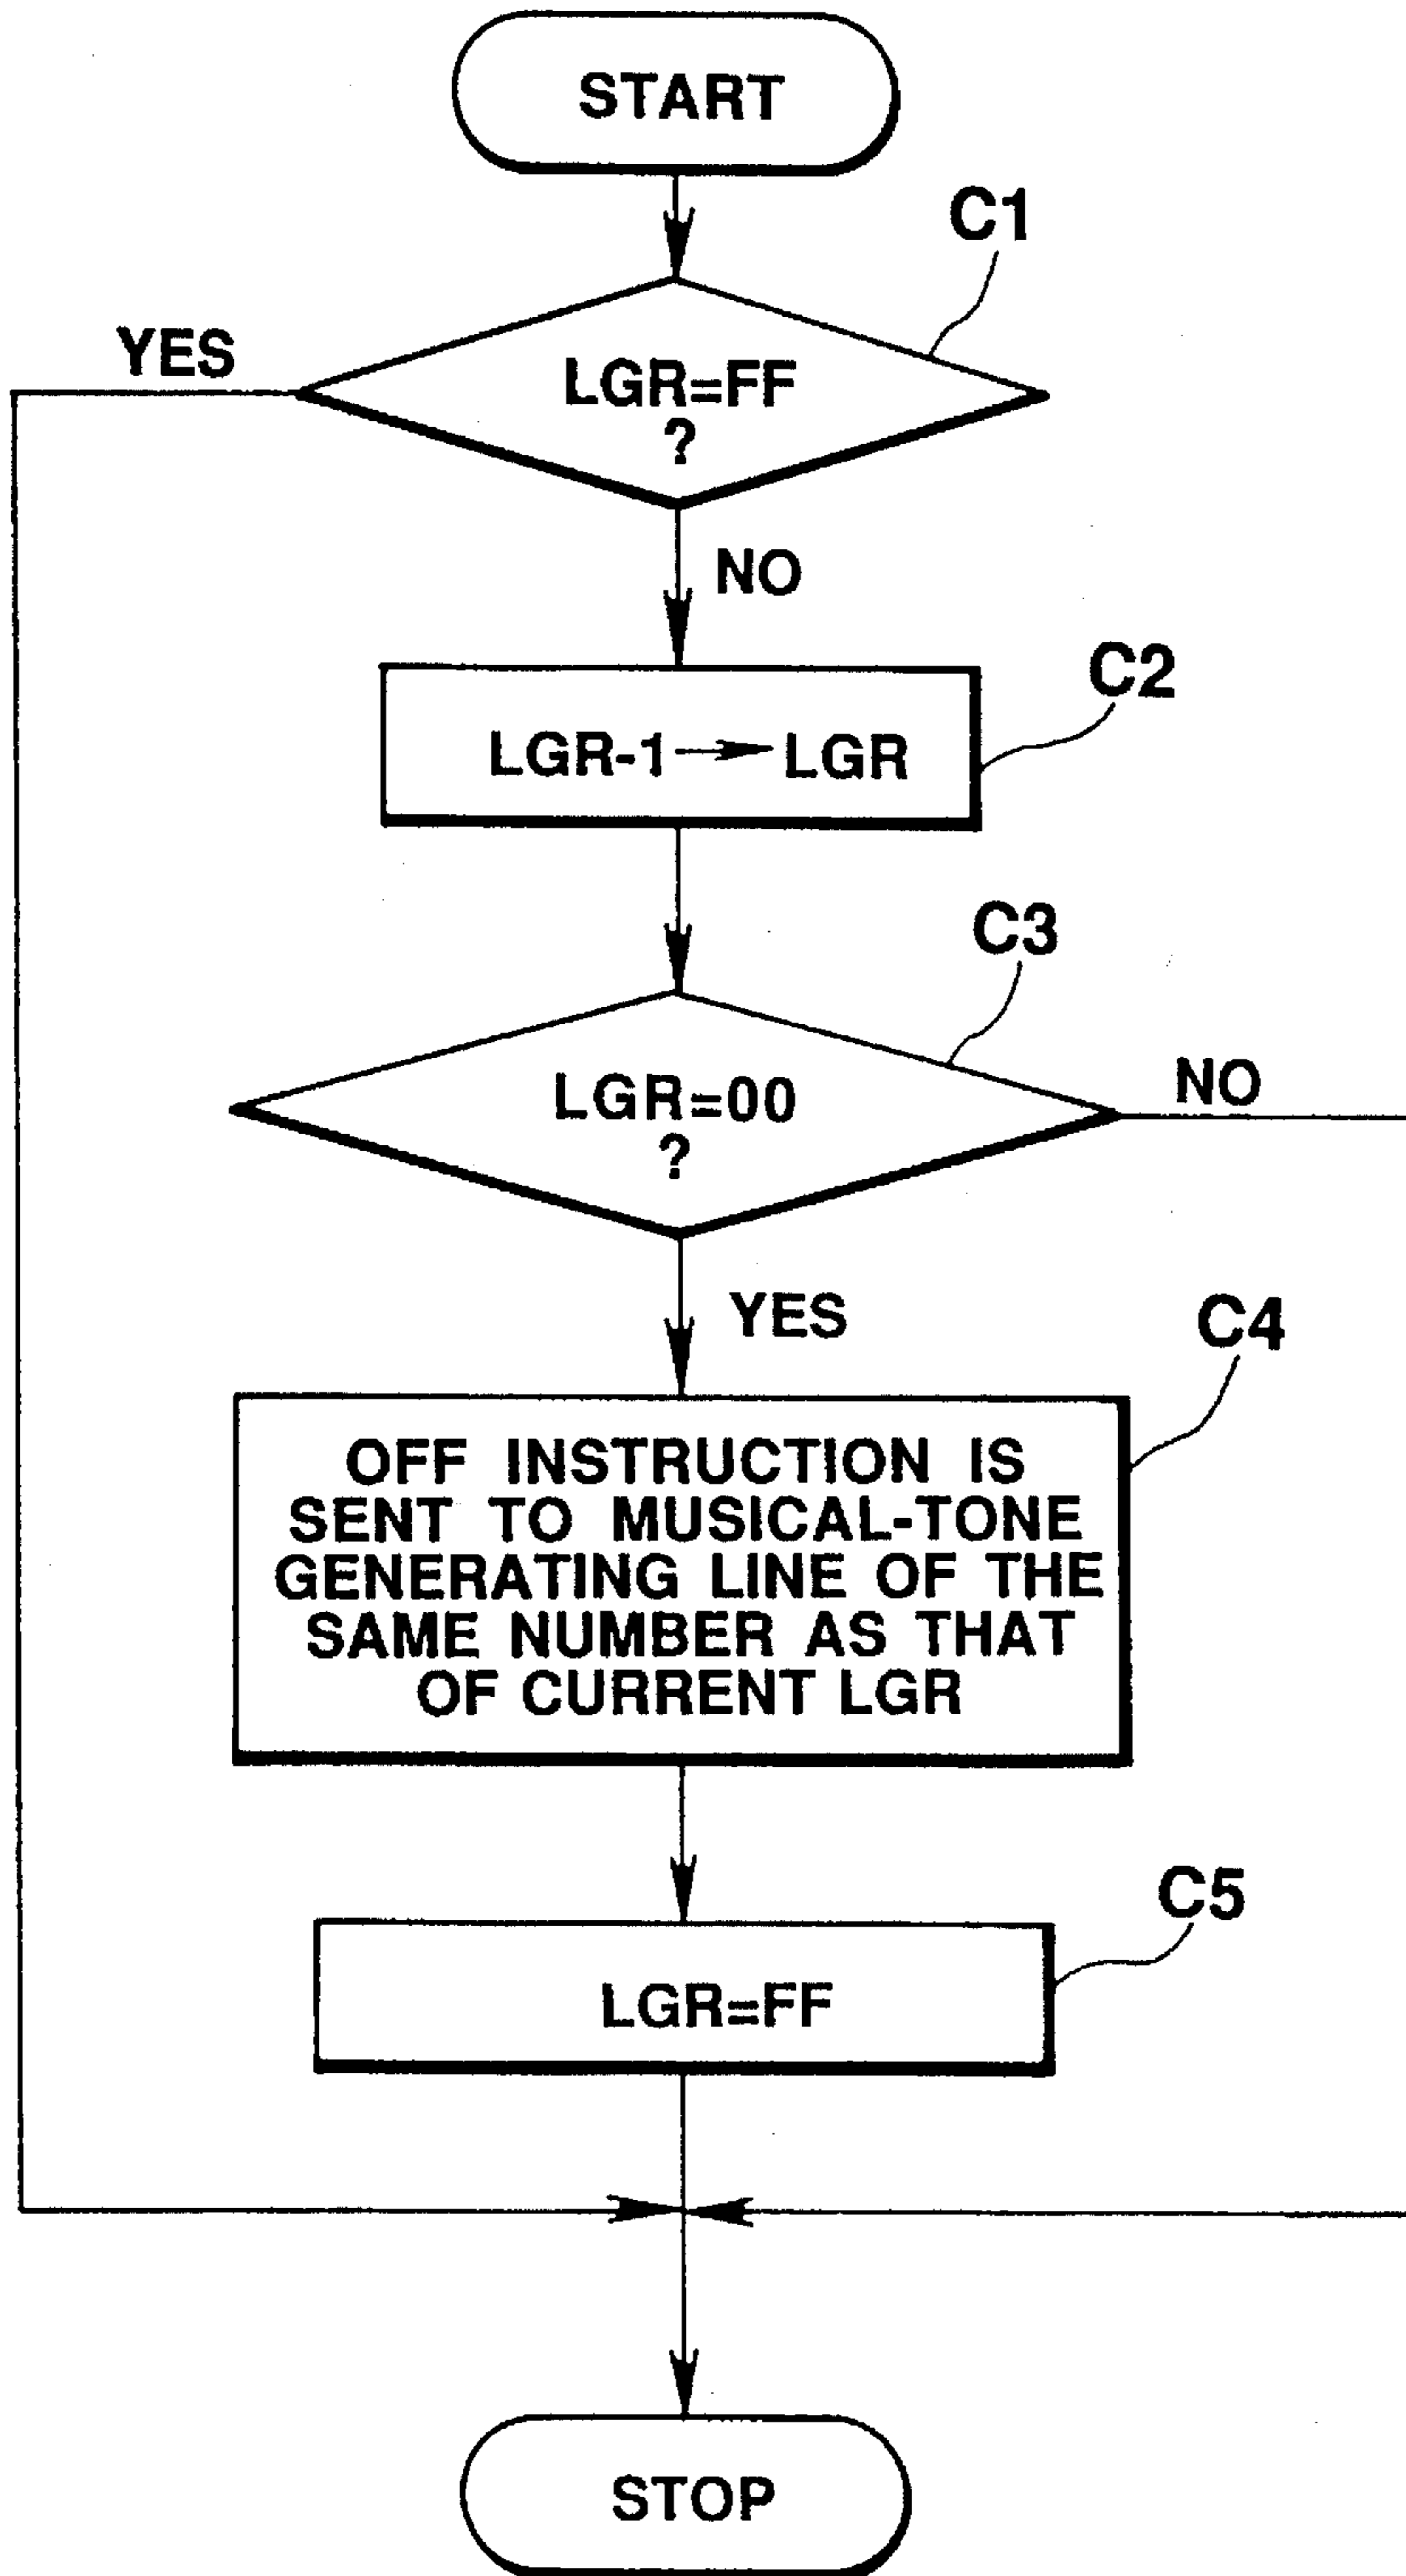 START
C1
YES
LGR=FF
?
NO
C2
LGR-1→LGR
C3
LGR=00
?
NO
YES
C4
OFF INSTRUCTION IS
SENT TO MUSICAL-TONE
GENERATING LINE OF THE
SAME NUMBER AS THAT
OF CURRENT LGR
C5
LGR=FF
STOP